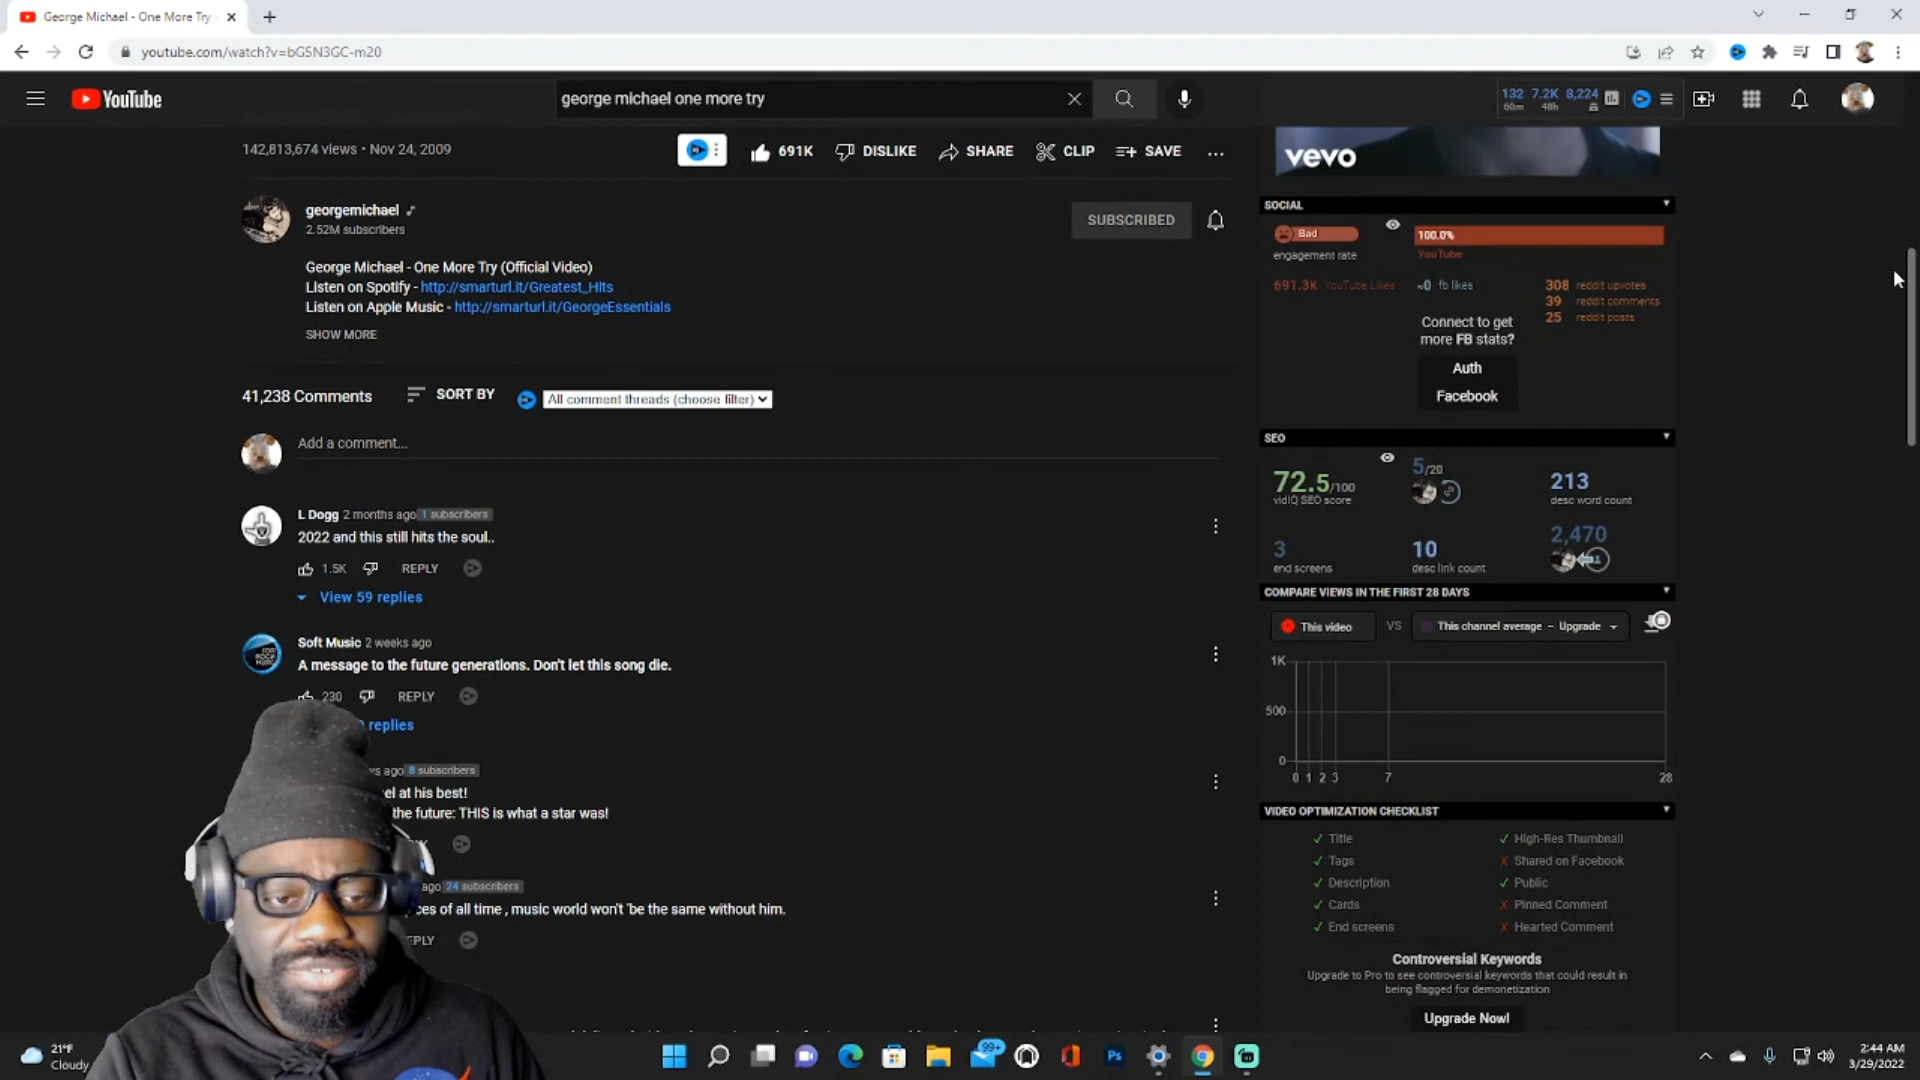 George Michael - One More Try
youtube.com/watch?v=bG5N3GC-m20
YouTube
george michael one more try
132 7.2K 8,224
60m 48h
142,813,674 views • Nov 24, 2009
691K DISLIKE SHARE CLIP SAVE
vevo
georgemichael
2.52M subscribers
SUBSCRIBED
George Michael - One More Try (Official Video)
Listen on Spotify - http://smarturl.it/Greatest_Hits
Listen on Apple Music - http://smarturl.it/GeorgeEssentials
SHOW MORE
41,238 Comments SORT BY All comment threads (choose filter)
Add a comment...
L Dogg 2 months ago 1 subscribers
2022 and this still hits the soul..
1.5K REPLY
View 59 replies
Soft Music 2 weeks ago
A message to the future generations. Don't let this song die.
230 REPLY
replies
ago 8 subscribers
at his best!
the future: THIS is what a star was!
ago 24 subscribers
of all time , music world won't 'be the same without him.
SOCIAL
Bad
engagement rate
100.0%
YouTube
691.3K YouTube Likes
~0 fb likes
308 reddit upvotes
39 reddit comments
25 reddit posts
Connect to get
more FB stats?
Auth
Facebook
SEO
72.5/100
vidIQ SEO score
5/20
213
desc word count
3
end screens
10
desc link count
2,470
COMPARE VIEWS IN THE FIRST 28 DAYS
This video VS This channel average – Upgrade
1K
500
0
0 1 2 3 7 28
VIDEO OPTIMIZATION CHECKLIST
Title High-Res Thumbnail
Tags Shared on Facebook
Description Public
Cards Pinned Comment
End screens Hearted Comment
Controversial Keywords
Upgrade to Pro to see controversial keywords that could result in
being flagged for demonetization
Upgrade Now!
21°F
Cloudy
99+
Ps
2:44 AM
3/29/2022